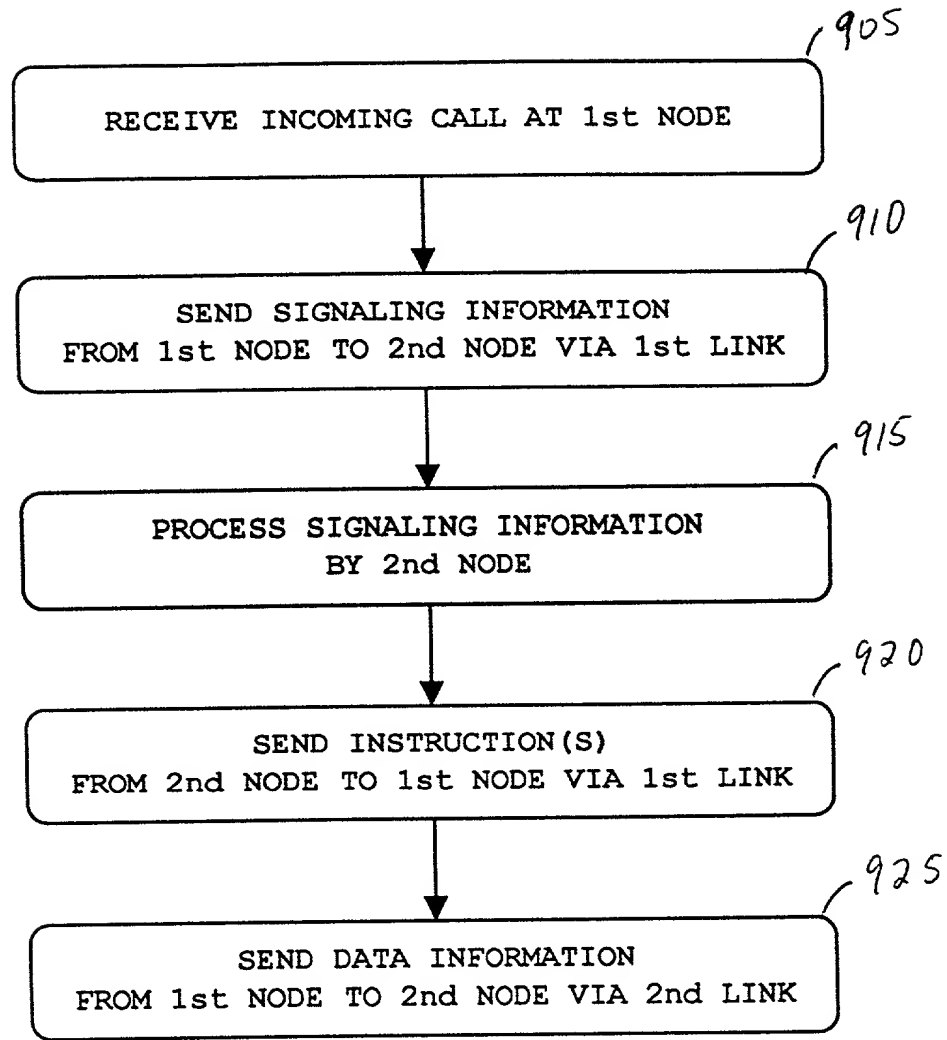 905
RECEIVE INCOMING CALL AT 1st NODE
910
SEND SIGNALING INFORMATION
FROM 1st NODE TO 2nd NODE VIA 1st LINK
915
PROCESS SIGNALING INFORMATION
BY 2nd NODE
920
SEND INSTRUCTION(S)
FROM 2nd NODE TO 1st NODE VIA 1st LINK
925
SEND DATA INFORMATION
FROM 1st NODE TO 2nd NODE VIA 2nd LINK